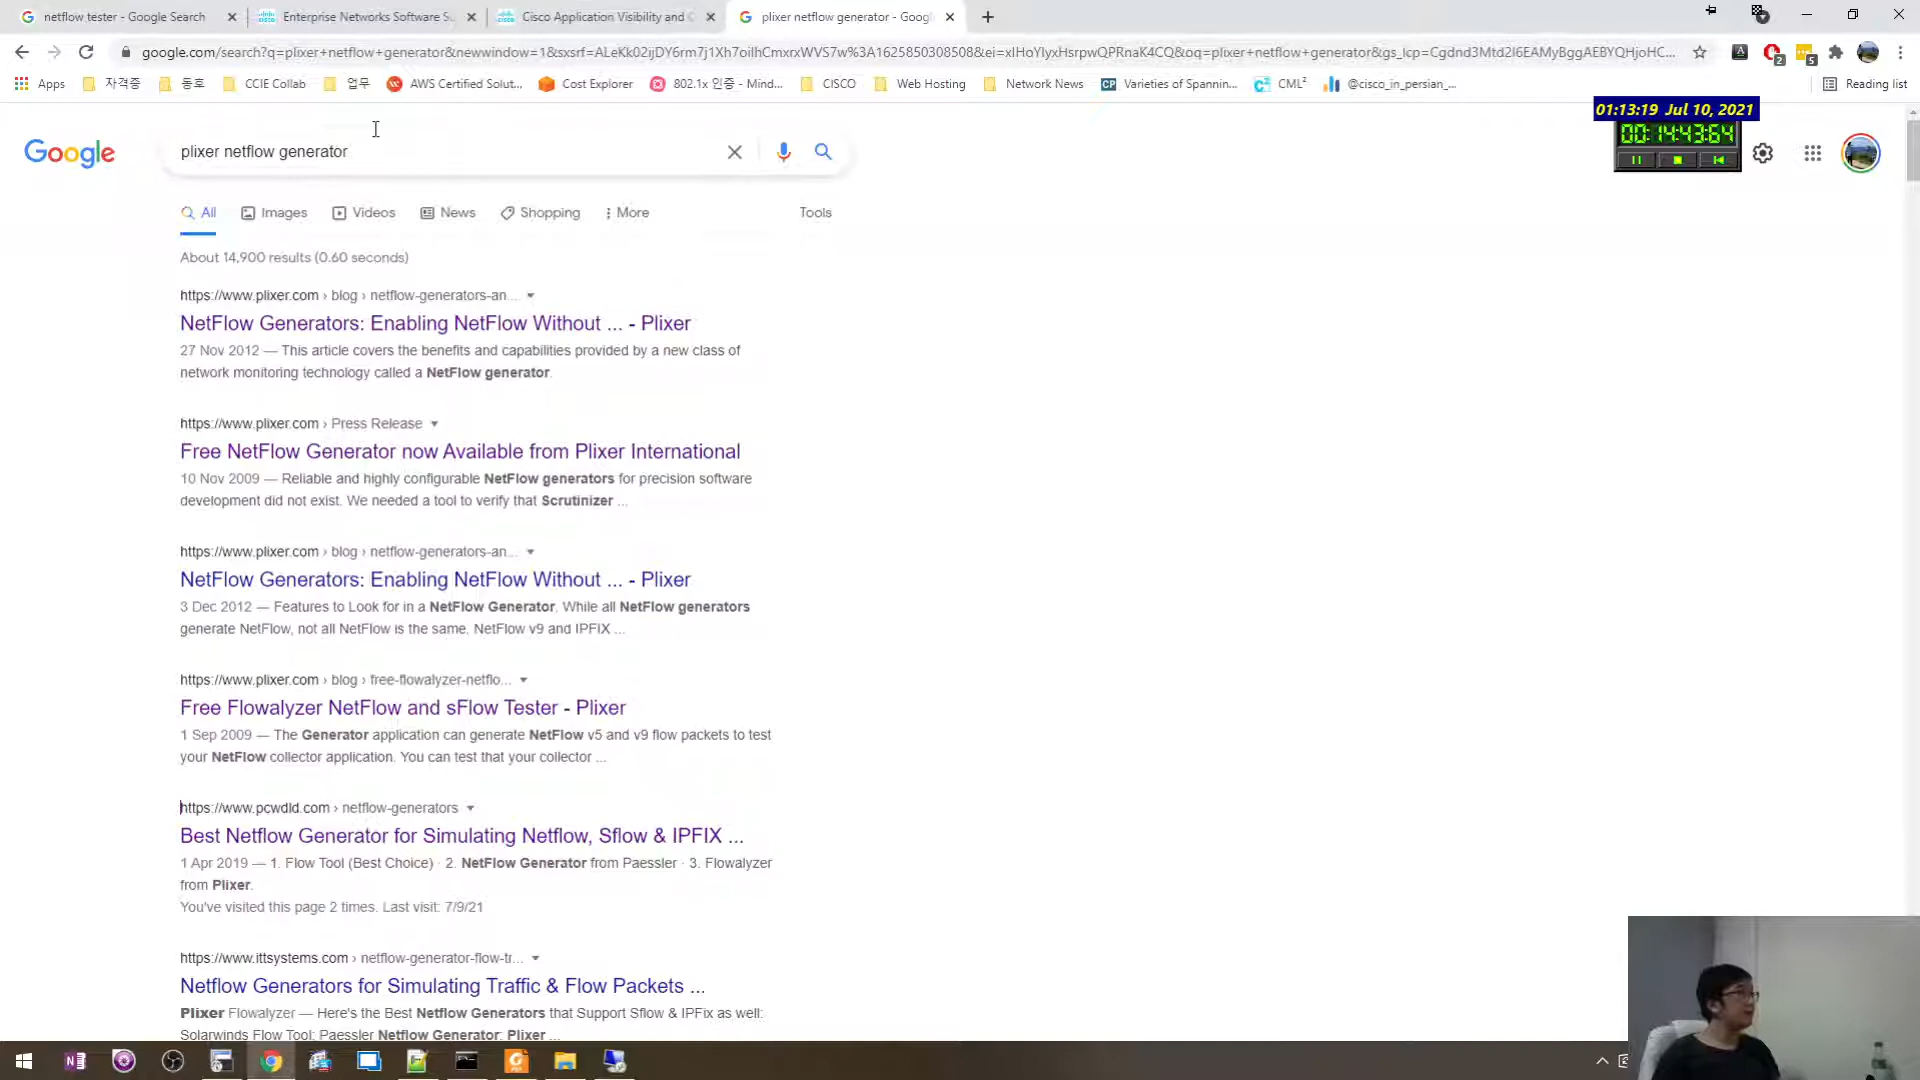 netflow tester - Google Search
Enterprise Networks Software S
Cisco Application Visibility and C
plixer netflow generator - Goog
google.com/search?q=plixer+netflow+generator&newwindow=1&sxsrf=ALeKk02ijDY6rm7j1Xh7oilhCmxrxWVS7w%3A1625850308508&ei=xIHoYIyxHsrpwQPRnaK4CQ&oq=plixer+netflow+generator&gs_lcp=Cgdnd3Mtd2l6EAMyBggAEBYQHjoHC...
2
5
Apps
자격증
동호
CCIE Collab
업무
AWS Certified Solut...
Cost Explorer
802.1x 인증 - Mind...
CISCO
Web Hosting
Network News
CP Varieties of Spannin...
CML²
@cisco_in_persian_...
Reading list
01:13:19 Jul 10, 2021
00:14:43:64
Google
plixer netflow generator
All
Images
Videos
News
Shopping
More
Tools
About 14,900 results (0.60 seconds)
https://www.plixer.com › blog › netflow-generators-an...
NetFlow Generators: Enabling NetFlow Without ... - Plixer
27 Nov 2012 — This article covers the benefits and capabilities provided by a new class of
network monitoring technology called a NetFlow generator.
https://www.plixer.com › Press Release
Free NetFlow Generator now Available from Plixer International
10 Nov 2009 — Reliable and highly configurable NetFlow generators for precision software
development did not exist. We needed a tool to verify that Scrutinizer ...
https://www.plixer.com › blog › netflow-generators-an...
NetFlow Generators: Enabling NetFlow Without ... - Plixer
3 Dec 2012 — Features to Look for in a NetFlow Generator. While all NetFlow generators
generate NetFlow, not all NetFlow is the same. NetFlow v9 and IPFIX ...
https://www.plixer.com › blog › free-flowalyzer-netflo...
Free Flowalyzer NetFlow and sFlow Tester - Plixer
1 Sep 2009 — The Generator application can generate NetFlow v5 and v9 flow packets to test
your NetFlow collector application. You can test that your collector ...
https://www.pcwdld.com › netflow-generators
Best Netflow Generator for Simulating Netflow, Sflow & IPFIX ...
1 Apr 2019 — 1. Flow Tool (Best Choice) · 2. NetFlow Generator from Paessler · 3. Flowalyzer
from Plixer.
You've visited this page 2 times. Last visit: 7/9/21
https://www.ittsystems.com › netflow-generator-flow-tr...
Netflow Generators for Simulating Traffic & Flow Packets ...
Plixer Flowalyzer — Here's the Best Netflow Generators that Support Sflow & IPFix as well:
Solarwinds Flow Tool; Paessler Netflow Generator; Plixer ...